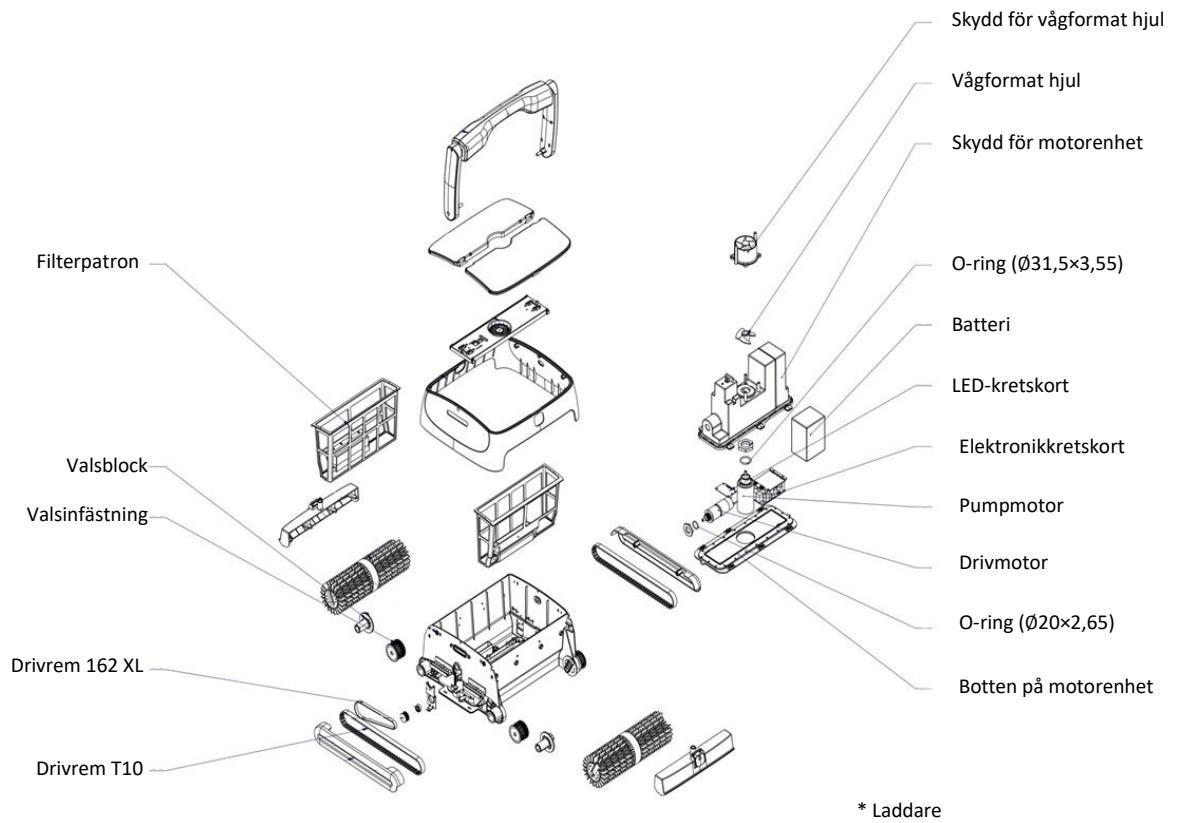 Skydd för vågformat hjul
Vågformat hjul
Skydd för motorenhet
O-ring (Ø31,5×3,55)
Batteri
LED-kretskort
Elektronikkretskort
Pumpmotor
Drivmotor
O-ring (Ø20×2,65)
Botten på motorenhet
Filterpatron
Valsblock
Valsinfästning
Drivrem 162 XL
Drivrem T10
* Laddare